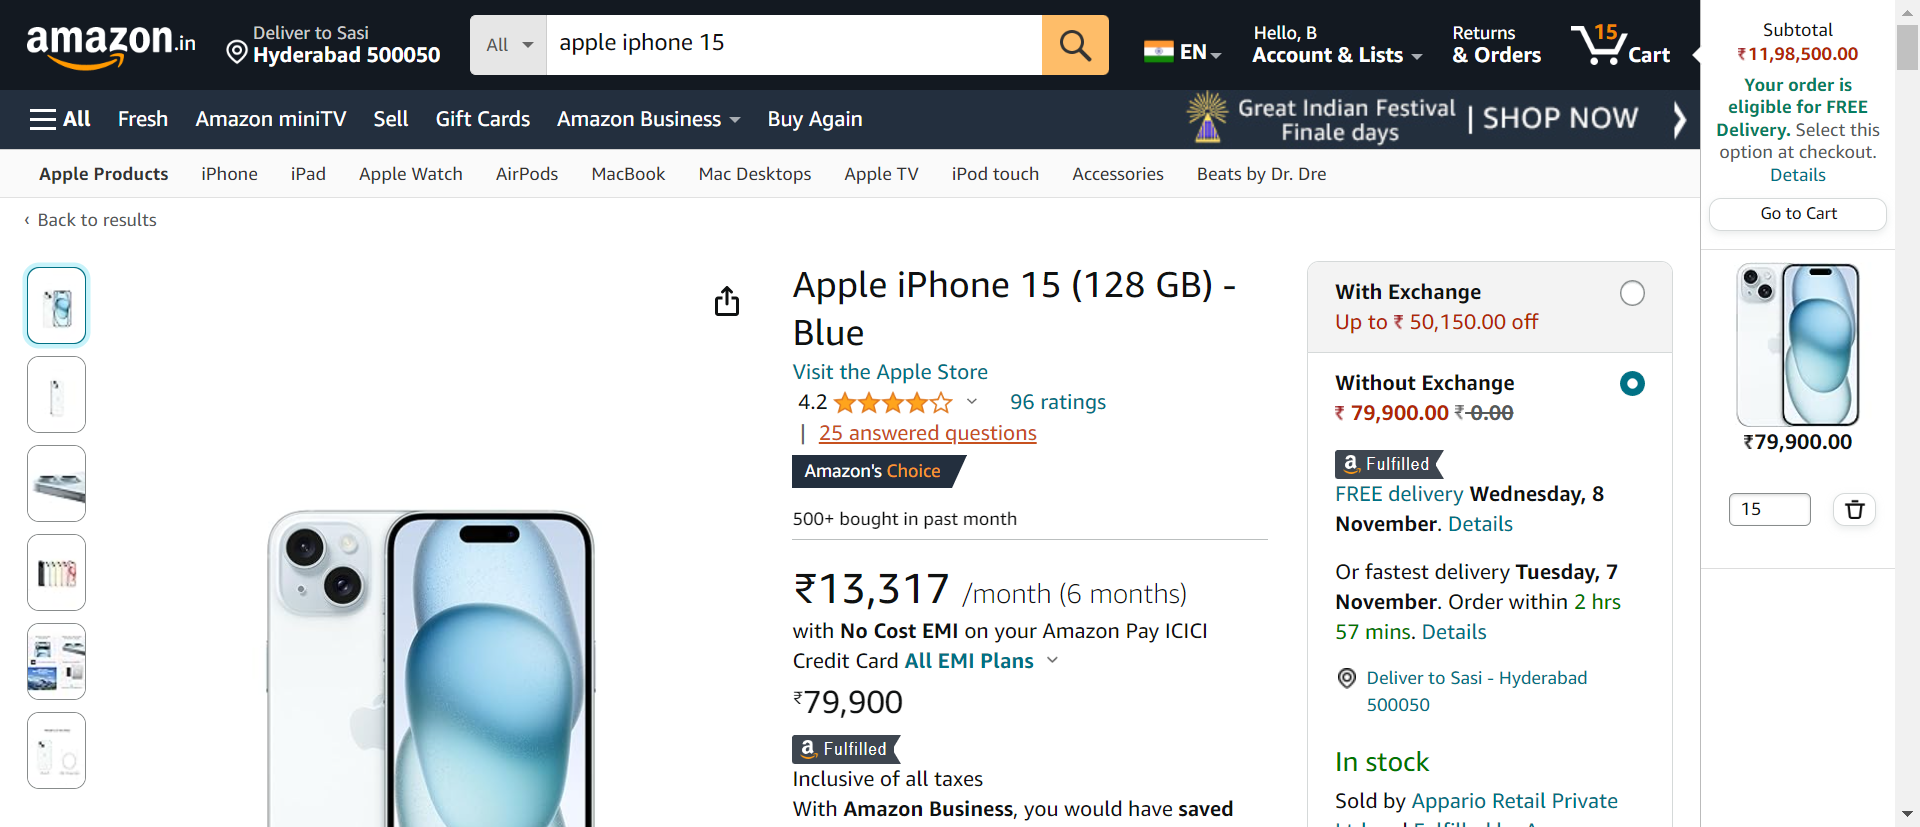 amazon.in
Deliver to Sasi
Hyderabad 500050
All
apple iphone 15
EN
Hello, B
Account & Lists
Returns
& Orders
15
Cart
All
Fresh
Amazon miniTV
Sell
Gift Cards
Amazon Business
Buy Again
Great Indian Festival
Finale days
| SHOP NOW
Apple Products
iPhone
iPad
Apple Watch
AirPods
MacBook
Mac Desktops
Apple TV
iPod touch
Accessories
Beats by Dr. Dre
‹ Back to results
Apple iPhone 15 (128 GB) -
Blue
Visit the Apple Store
4.2
96 ratings
| 25 answered questions
Amazon's Choice
500+ bought in past month
₹13,317 /month (6 months)
with No Cost EMI on your Amazon Pay ICICI
Credit Card All EMI Plans
₹79,900
a Fulfilled
Inclusive of all taxes
With Amazon Business, you would have saved
With Exchange
Up to ₹ 50,150.00 off
Without Exchange
₹ 79,900.00 ₹ 0.00
a Fulfilled
FREE delivery Wednesday, 8
November. Details
Or fastest delivery Tuesday, 7
November. Order within 2 hrs
57 mins. Details
Deliver to Sasi - Hyderabad
500050
In stock
Sold by Appario Retail Private
Subtotal
₹11,98,500.00
Your order is
eligible for FREE
Delivery. Select this
option at checkout.
Details
Go to Cart
₹79,900.00
15